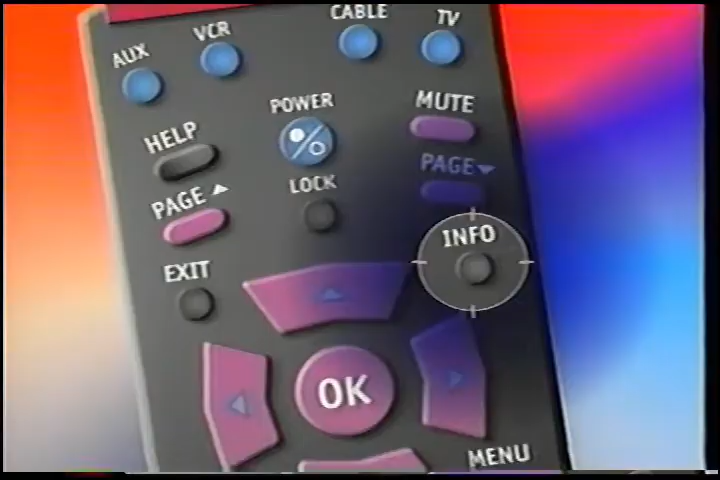 AUX
VCR
CABLE
TV
POWER
MUTE
HELP
PAGE
LOCK
PAGE
INFO
EXIT
OK
MENU